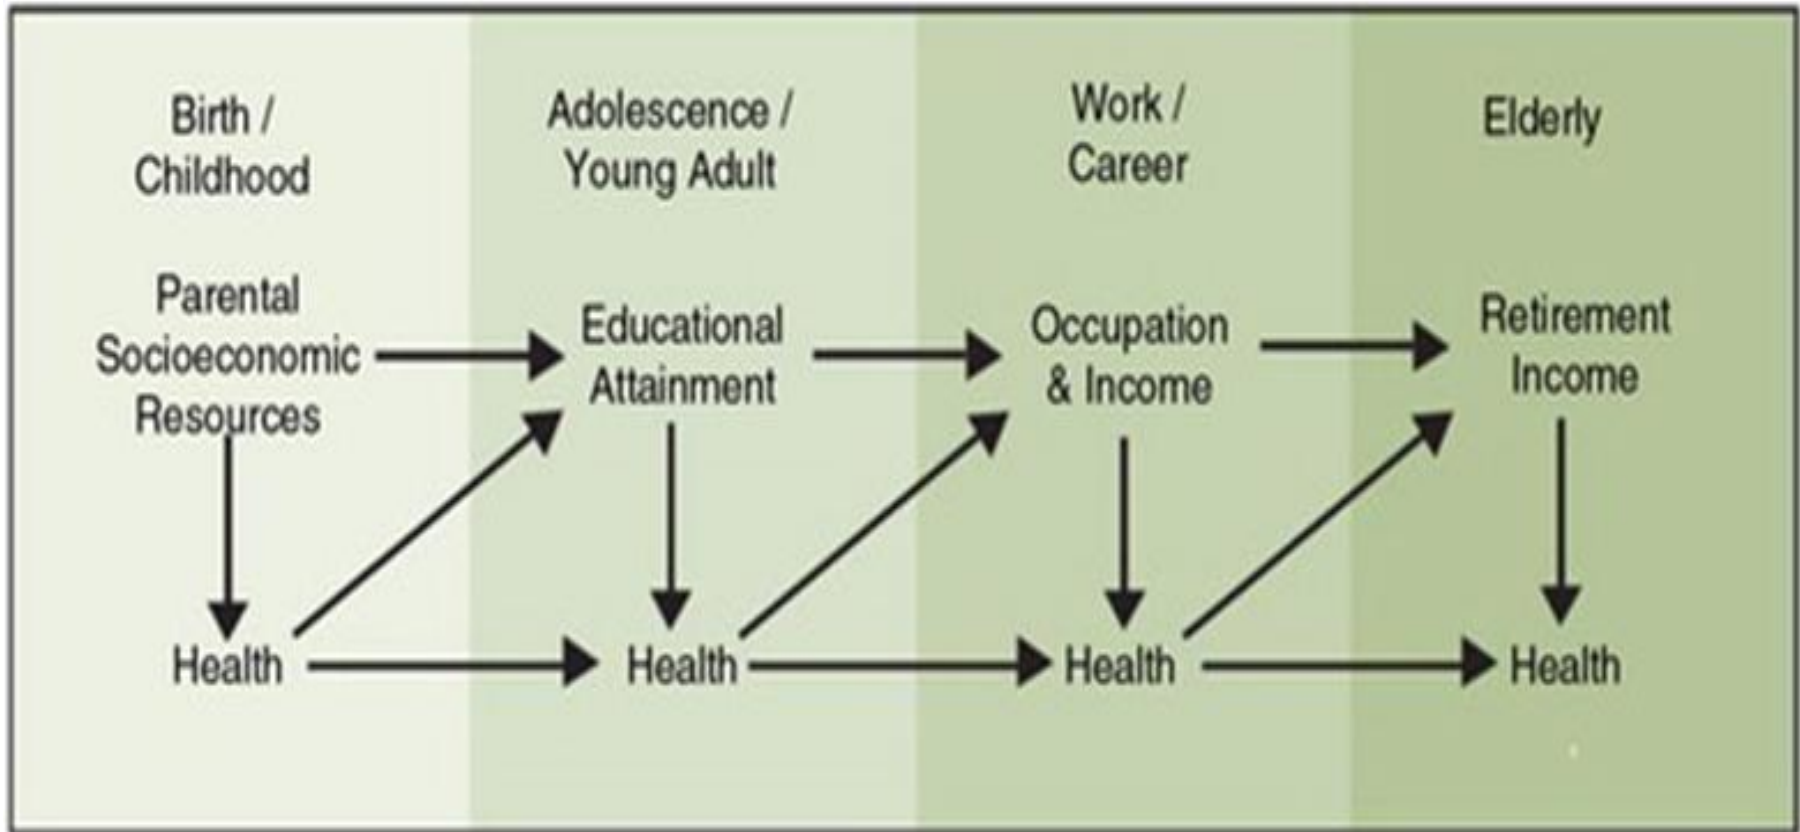 Birth /
Childhood
Adolescence /
Young Adult
Work /
Career
Elderly
Parental
Socioeconomic
Resources
Educational
Attainment
Occupation
& Income
Retirement
Income
Health
Health
Health
Health